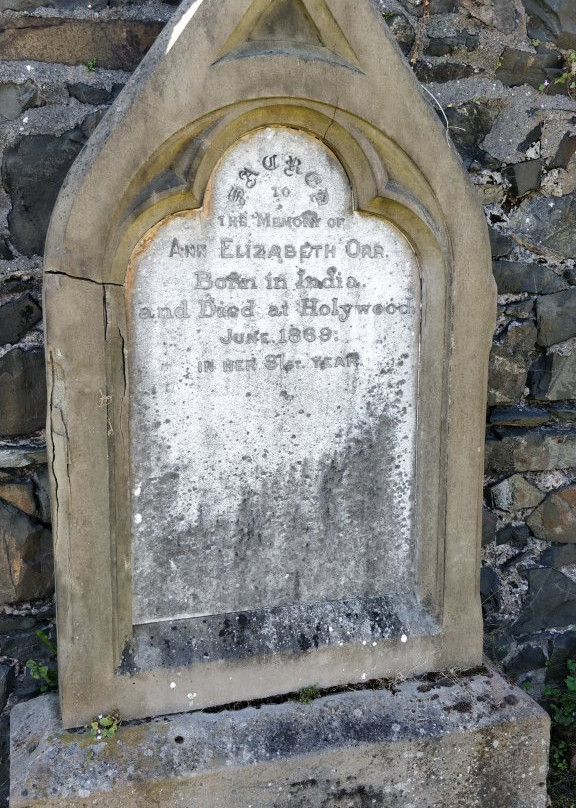 SACRED
TO
THE MEMORY OF
ANN ELIZABETH ORR.
Born in India.
and Died at Holywood
JUNE. 1869:
IN HER 81ST. YEAR.